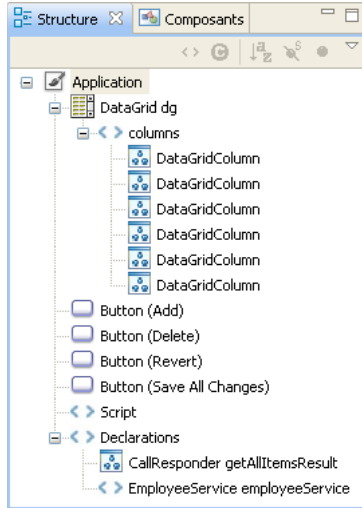 Structure Composants
Application
DataGrid dg
columns
DataGridColumn
DataGridColumn
DataGridColumn
DataGridColumn
DataGridColumn
DataGridColumn
Button (Add)
Button (Delete)
Button (Revert)
Button (Save All Changes)
Script
Declarations
CallResponder getAllItemsResult
EmployeeService employeeService